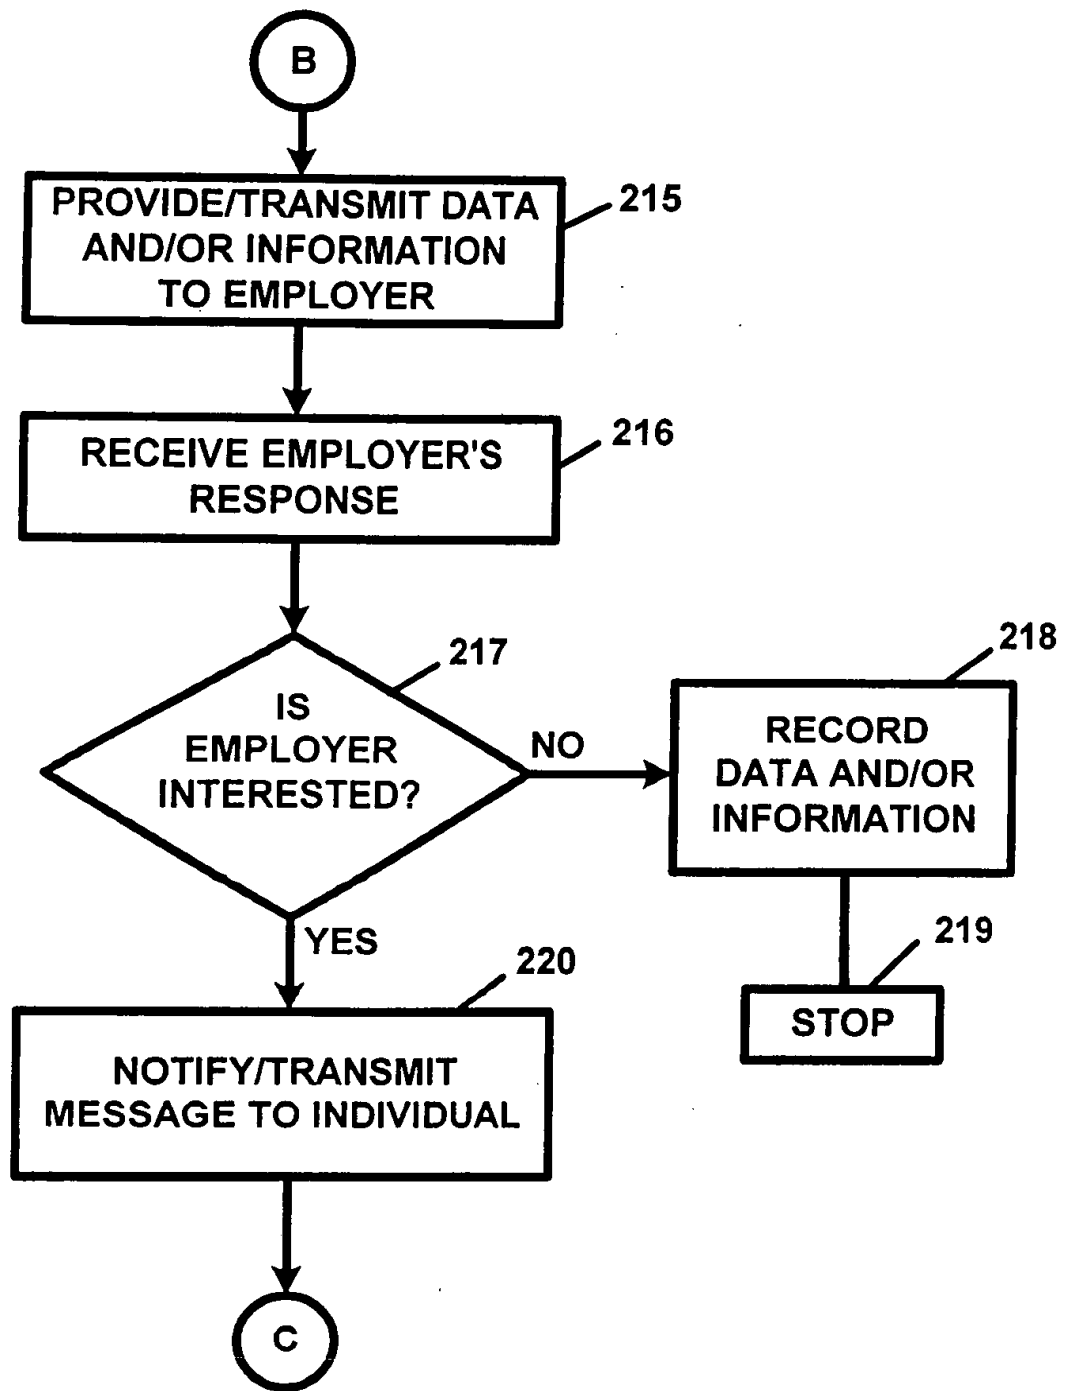 B
PROVIDE/TRANSMIT DATA
AND/OR INFORMATION
TO EMPLOYER
215
RECEIVE EMPLOYER'S
RESPONSE
216
IS
EMPLOYER
INTERESTED?
217
NO
RECORD
DATA AND/OR
INFORMATION
218
STOP
219
YES
NOTIFY/TRANSMIT
MESSAGE TO INDIVIDUAL
220
C